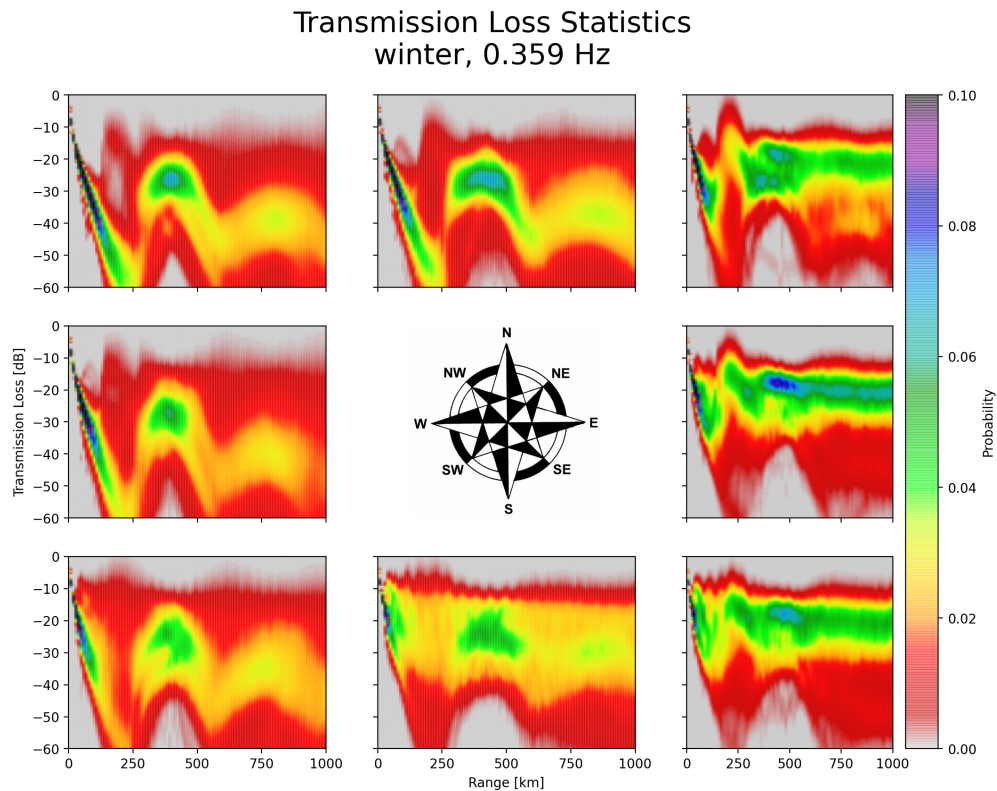 Transmission Loss Statistics
winter, 0.359 Hz
0
−10
−20
−30
−40
−50
−60
0.10
0.08
0.06
0.04
0.02
0.00
Probability
0
−10
−20
−30
−40
−50
−60
Transmission Loss [dB]
N
NW NE
W E
SW SE
S
0
−10
−20
−30
−40
−50
−60
0 250 500 750 1000 0 250 500 750 1000 0 250 500 750 1000
Range [km]